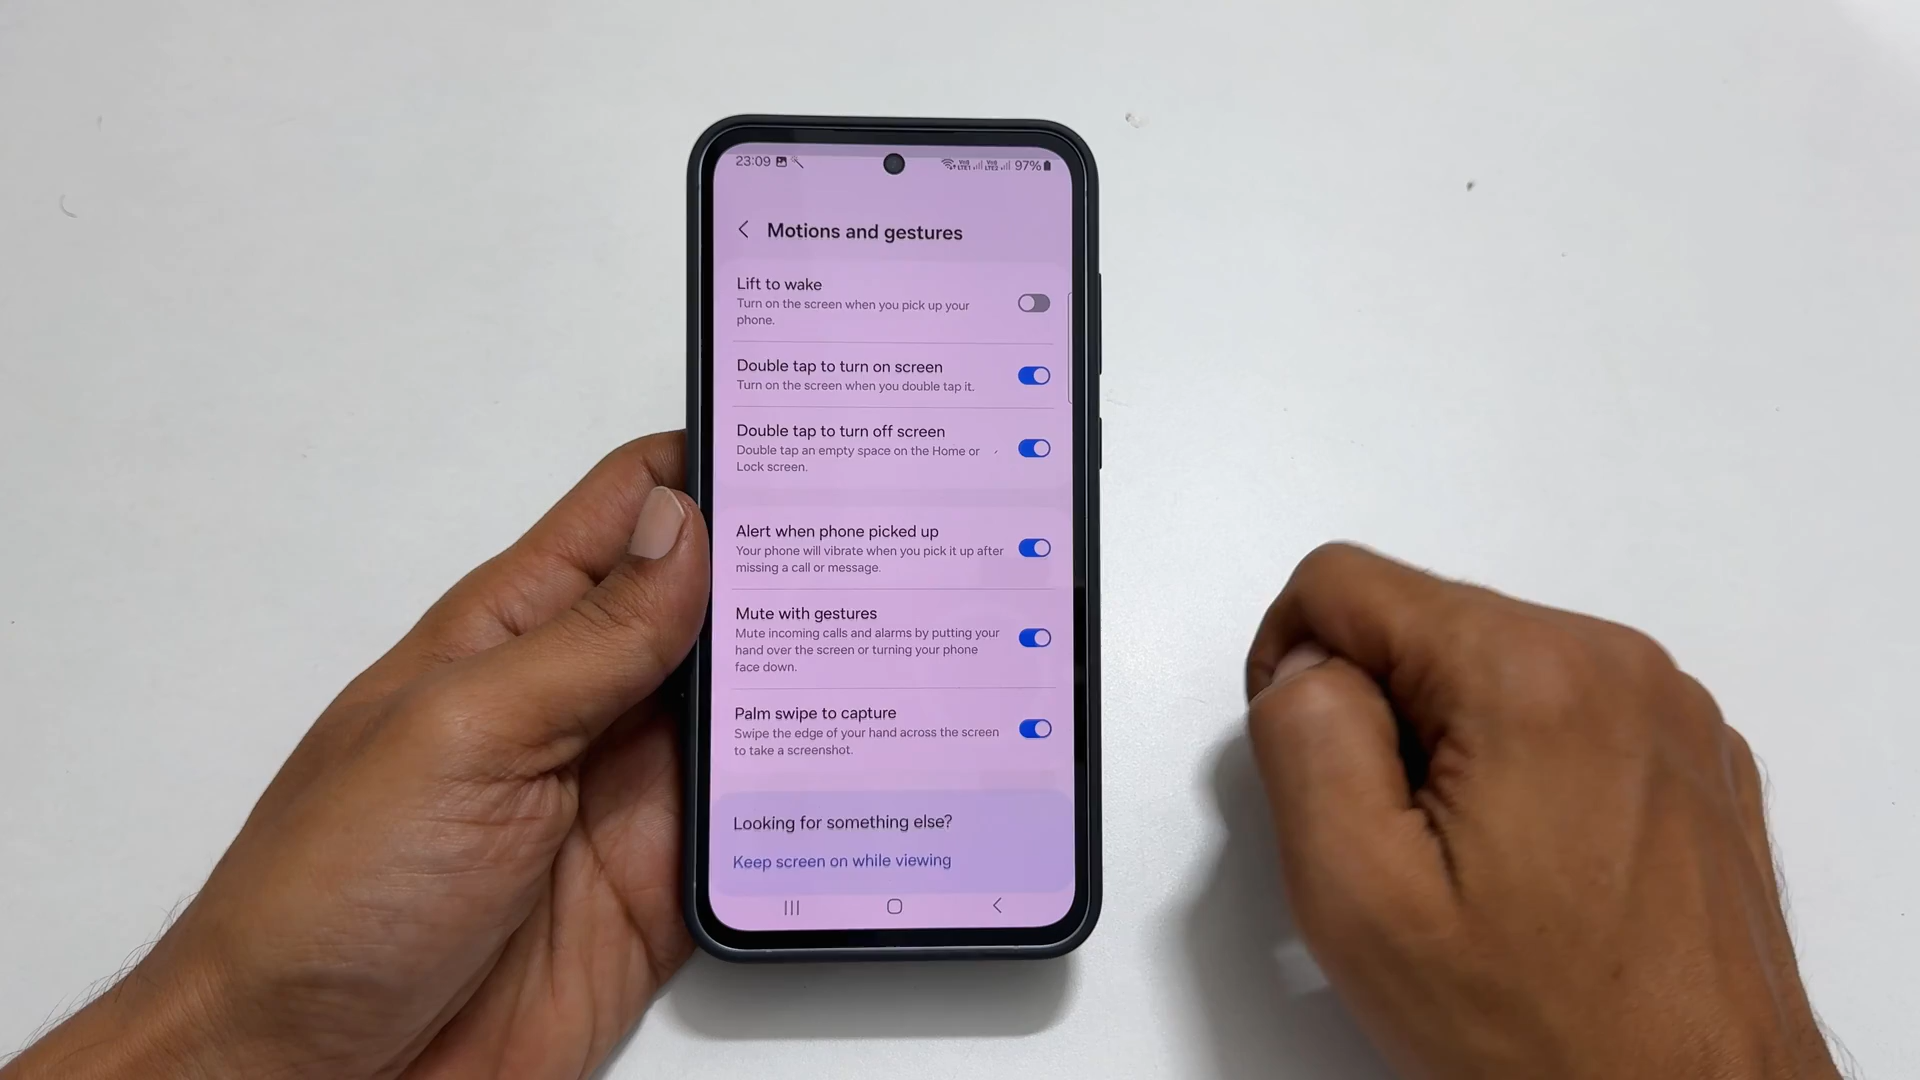 23:09 97%
Motions and gestures
Lift to wake
Turn on the screen when you pick up your
phone.
Double tap to turn on screen
Turn on the screen when you double tap it.
Double tap to turn off screen
Double tap an empty space on the Home or
Lock screen.
Alert when phone picked up
Your phone will vibrate when you pick it up after
missing a call or message.
Mute with gestures
Mute incoming calls and alarms by putting your
hand over the screen or turning your phone
face down.
Palm swipe to capture
Swipe the edge of your hand across the screen
to take a screenshot.
Looking for something else?
Keep screen on while viewing